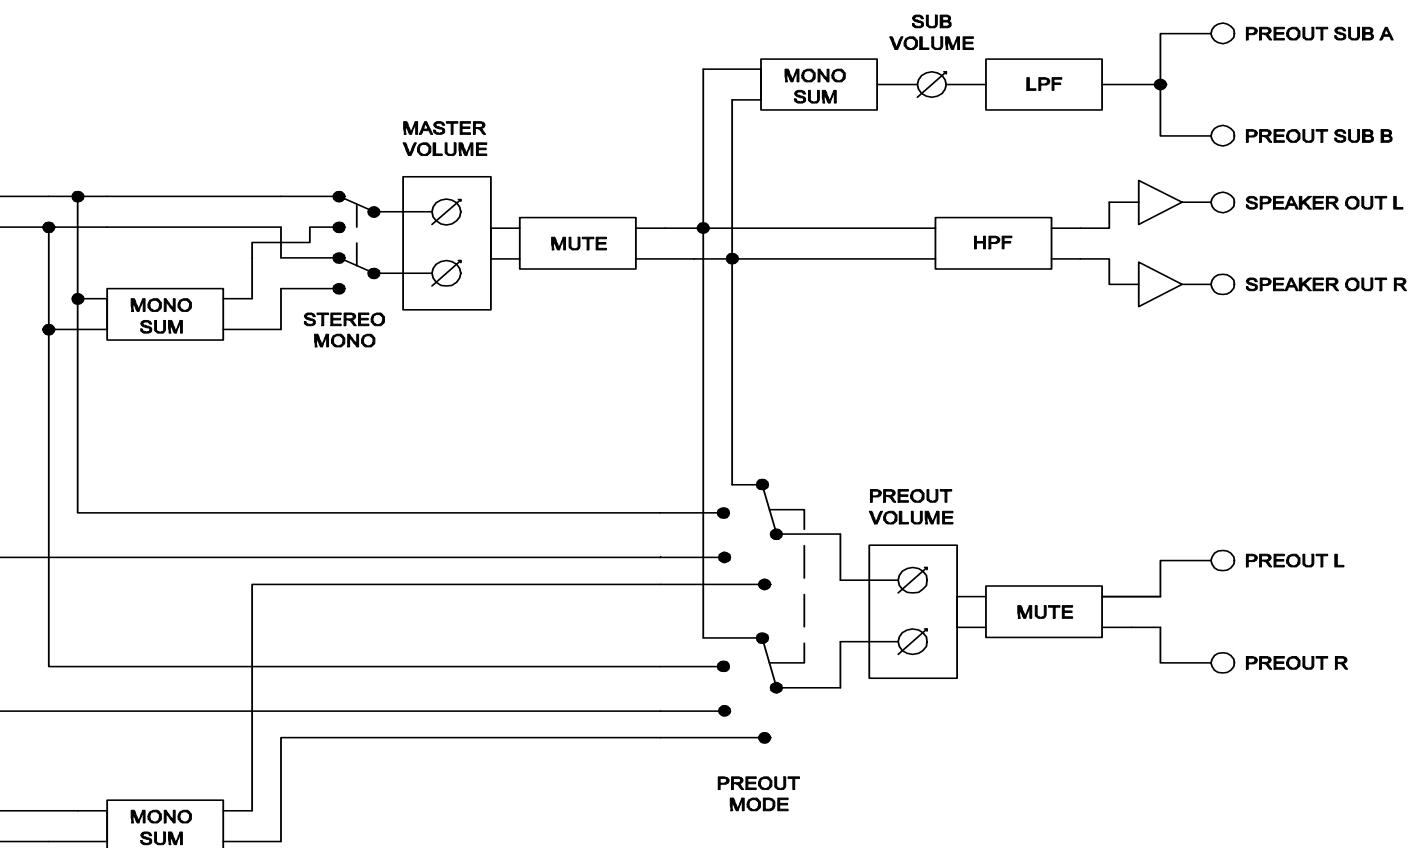 SUB
VOLUME
PREOUT SUB A
MONO
SUM
LPF
PREOUT SUB B
MASTER
VOLUME
SPEAKER OUT L
MUTE
HPF
SPEAKER OUT R
MONO
SUM
STEREO
MONO
PREOUT
VOLUME
PREOUT L
MUTE
PREOUT R
PREOUT
MODE
MONO
SUM